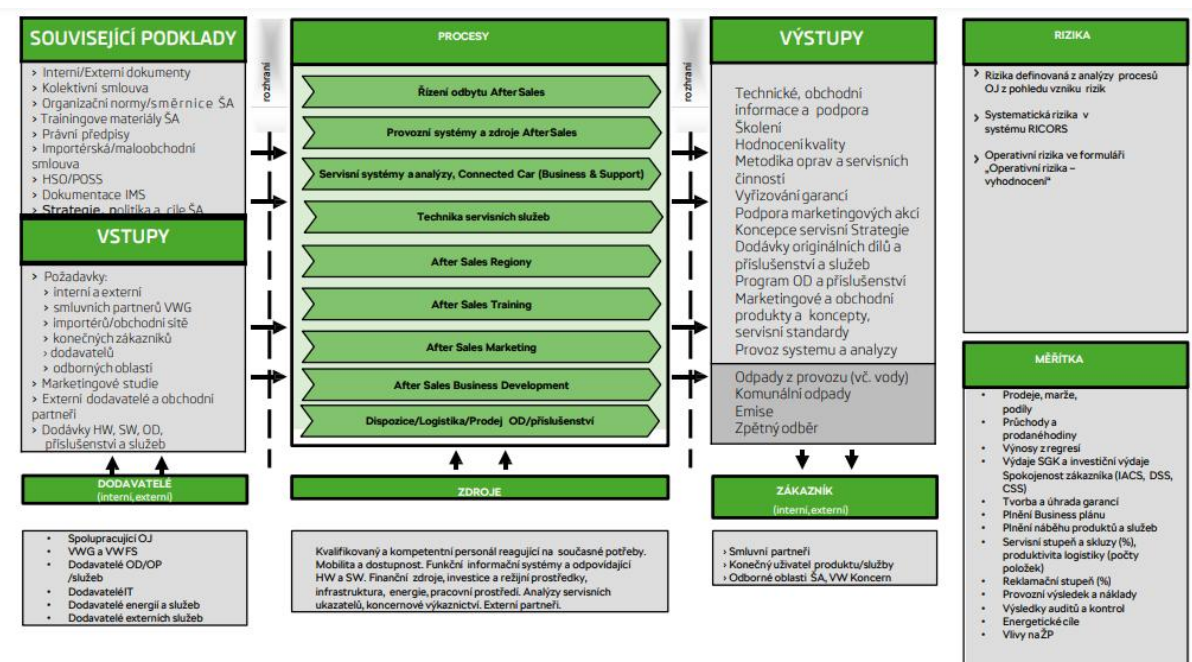 SOUVISEJÍCÍ PODKLADY
> Interní/Externí dokumenty
> Kolektivní smlouva
> Organizační normy/směrnice ŠA
> Trainingove materiály ŠA
> Právní předpisy
> Importérská/maloobchodní
smlouva
> HSO/POSS
> Dokumentace IMS
> Strategie, politika a cíle ŠA
VSTUPY
> Požadavky:
> interní a externí
> smluvních partnerů VWG
> importérů/obchodní sítě
> konečných zákazníků
> dodavatelů
> odborných oblastí
> Marketingové studie
> Externí dodavatelé a obchodní
partneři
> Dodávky HW, SW, OD,
příslušenství a služeb
DODAVATELÉ
(interní,externí)
• Spolupracující OJ
• VWG a VW FS
• Dodavatelé OD/OP
/služeb
• Dodavatelé IT
• Dodavatelé energií a služeb
• Dodavatelé externích služeb
rozhraní
PROCESY
Řízení odbytu After Sales
Provozní systémy a zdroje After Sales
Servisní systémy a analýzy, Connected Car (Business & Support)
Technika servisních služeb
After Sales Regiony
After Sales Training
After Sales Marketing
After Sales Business Development
Dispozice/Logistika/Prodej OD/příslušenství
ZDROJE
Kvalifikovaný a kompetentní personál reagující na současné potřeby.
Mobilita a dostupnost. Funkční informační systémy a odpovídající
HW a SW. Finanční zdroje, investice a režijní prostředky,
infrastruktura, energie, pracovní prostředí. Analýzy servisních
ukazatelů, koncernové výkaznictví. Externí partneři.
rozhraní
VÝSTUPY
Technické, obchodní
informace a podpora
Školení
Hodnocení kvality
Metodika oprav a servisních
činností
Vyřizování garancí
Podpora marketingových akcí
Koncepce servisní Strategie
Dodávky originálních dílů a
příslušenství a služeb
Program OD a příslušenství
Marketingové a obchodní
produkty a koncepty,
servisní standardy
Provoz systemu a analyzy
Odpady z provozu (vč. vody)
Komunální odpady
Emise
Zpětný odběr
ZÁKAZNÍK
(interní,externí)
> Smluvní partneři
> Konečný uživatel produktu/služby
> Odborné oblasti ŠA, VW Koncern
RIZIKA
> Rizika definovaná z analýzy procesů
OJ z pohledu vzniku rizik
> Systematická rizika v
systému RICORS
> Operativní rizika ve formuláři
„Operativní rizika –
vyhodnocení"
MĚŘÍTKA
• Prodeje, marže,
podíly
• Průchody a
prodanéhodiny
• Výnosy z regresí
• Výdaje SGK a investiční výdaje
Spokojenost zákazníka (IACS, DSS,
CSS)
• Tvorba a úhrada garancí
• Plnění Business plánu
• Plnění náběhu produktů a služeb
• Servisní stupeň a skluzy (%),
produktivita logistiky (počty
položek)
• Reklamační stupeň (%)
• Provozní výsledek a náklady
• Výsledky auditů a kontrol
• Energetické cíle
• Vlivy na ŽP